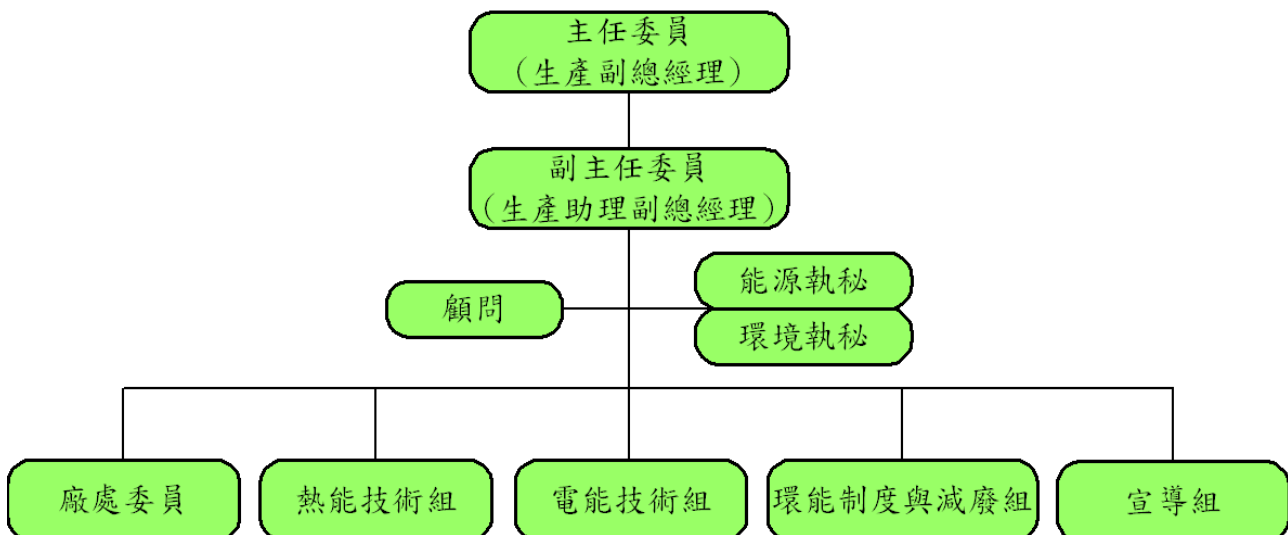 主任委員
(生產副總經理)
副主任委員
(生產助理副總經理)
顧問
能源執秘
環境執秘
廠處委員
熱能技術組
電能技術組
環能制度與減廢組
宣導組